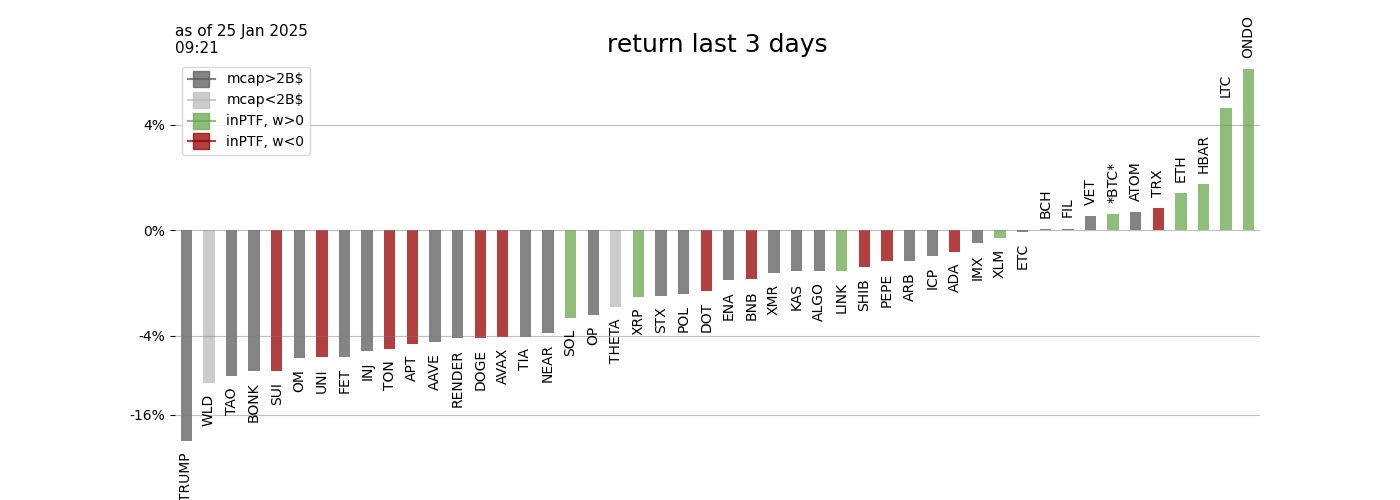 as of 25 Jan 2025
09:21
return last 3 days
mcap>2B$
mcap<2B$
inPTF, w>0
inPTF, w<0
4%
0%
-4%
-16%
TRUMP
WLD
TAO
BONK
SUI
OM
UNI
FET
INJ
TON
APT
AAVE
RENDER
DOGE
AVAX
TIA
NEAR
SOL
OP
THETA
XRP
STX
POL
DOT
ENA
BNB
XMR
KAS
ALGO
LINK
SHIB
PEPE
ARB
ICP
ADA
IMX
XLM
ETC
BCH
FIL
VET
*BTC*
ATOM
TRX
ETH
HBAR
LTC
ONDO